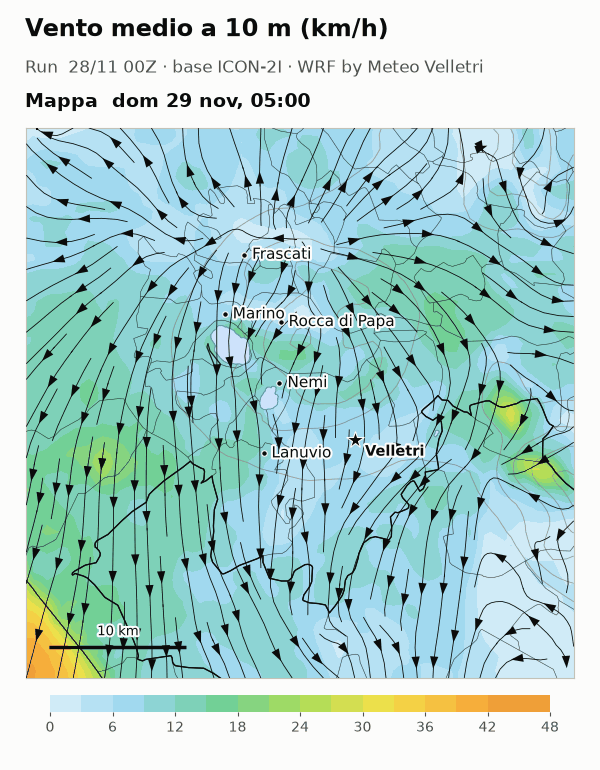 Vento medio a 10 m (km/h)
Run  28/11 00Z · base ICON-2I · WRF by Meteo Velletri
Mappa  dom 29 nov, 05:00
Frascati
Marino
Rocca di Papa
Nemi
Velletri
Lanuvio
10 km
0 6 12 18 24 30 36 42 48